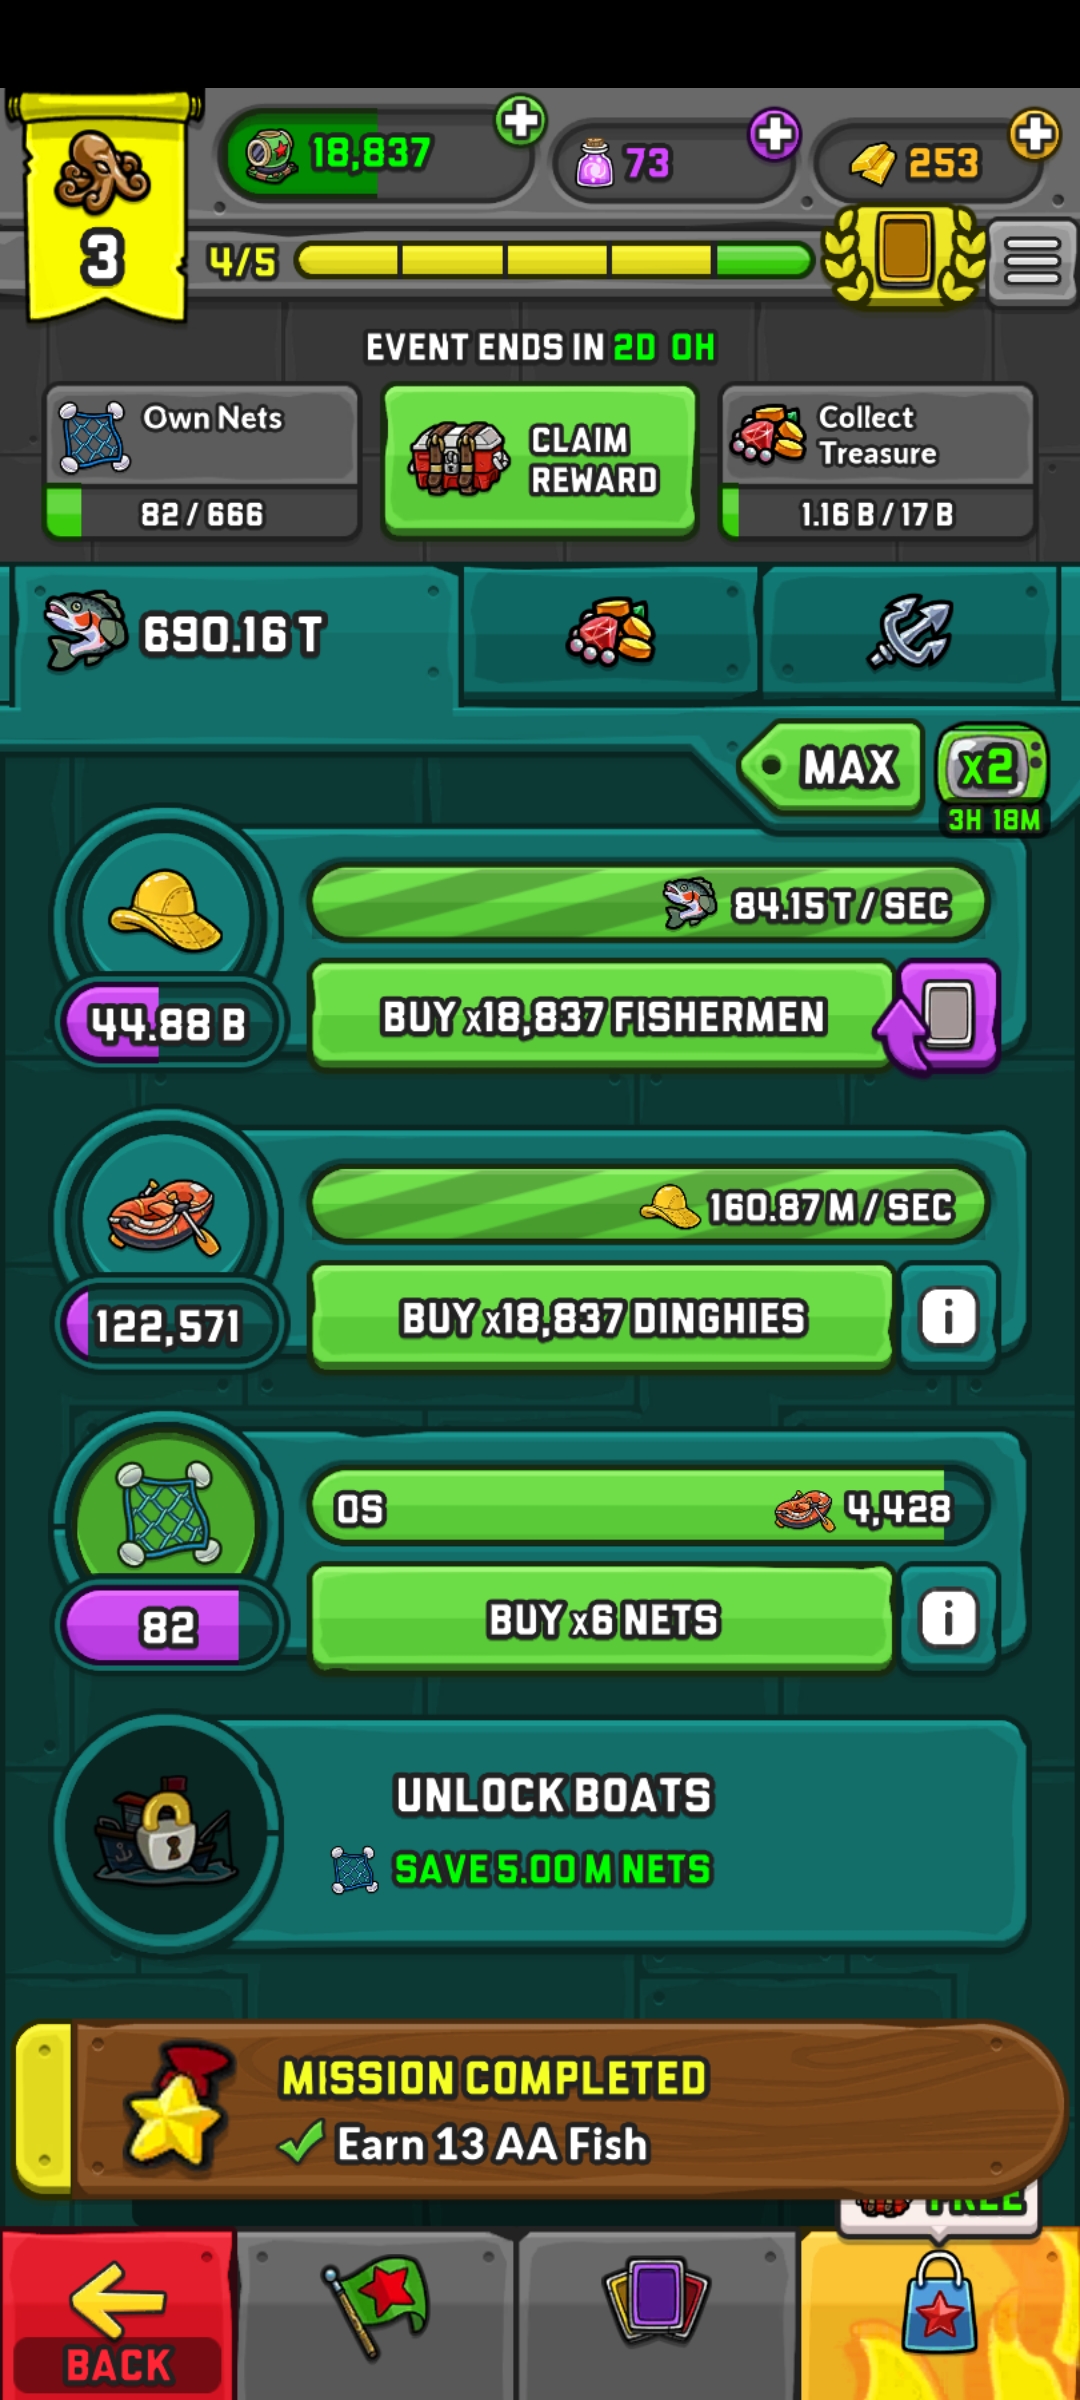 18,837
73
253
3
4/5
EVENT ENDS IN 2D 0H
Own Nets
82 / 666
CLAIM
REWARD
Collect
Treasure
1.16 B / 17 B
690.16 T
MAX
x2
3H 18M
84.15 T / SEC
44.88 B
BUY x18,837 FISHERMEN
160.87 M / SEC
122,571
BUY x18,837 DINGHIES
0S
4,428
82
BUY x6 NETS
UNLOCK BOATS
SAVE 5.00 M NETS
MISSION COMPLETED
Earn 13 AA Fish
FREE
BACK